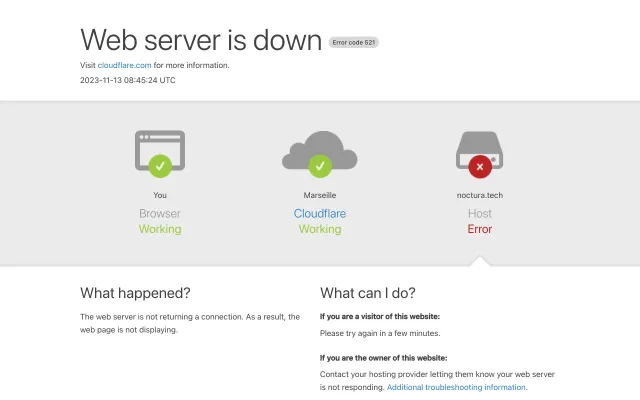 Web server is down Error code 521
Visit cloudflare.com for more information.
2023-11-13 08:45:24 UTC
You
Browser
Working
Marseille
Cloudflare
Working
noctura.tech
Host
Error
What happened?
The web server is not returning a connection. As a result, the
web page is not displaying.
What can I do?
If you are a visitor of this website:
Please try again in a few minutes.
If you are the owner of this website:
Contact your hosting provider letting them know your web server
is not responding. Additional troubleshooting information.